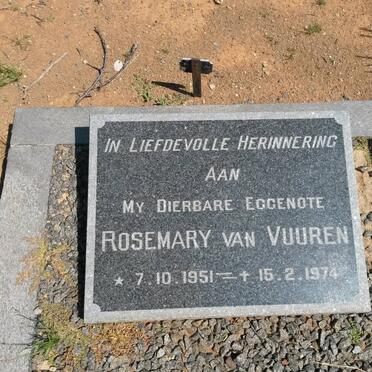 In Liefdevolle Herinnering
Aan
My Dierbare Eggenote
Rosemary van Vuuren
* 7.10.1951 = + 15.2.1974